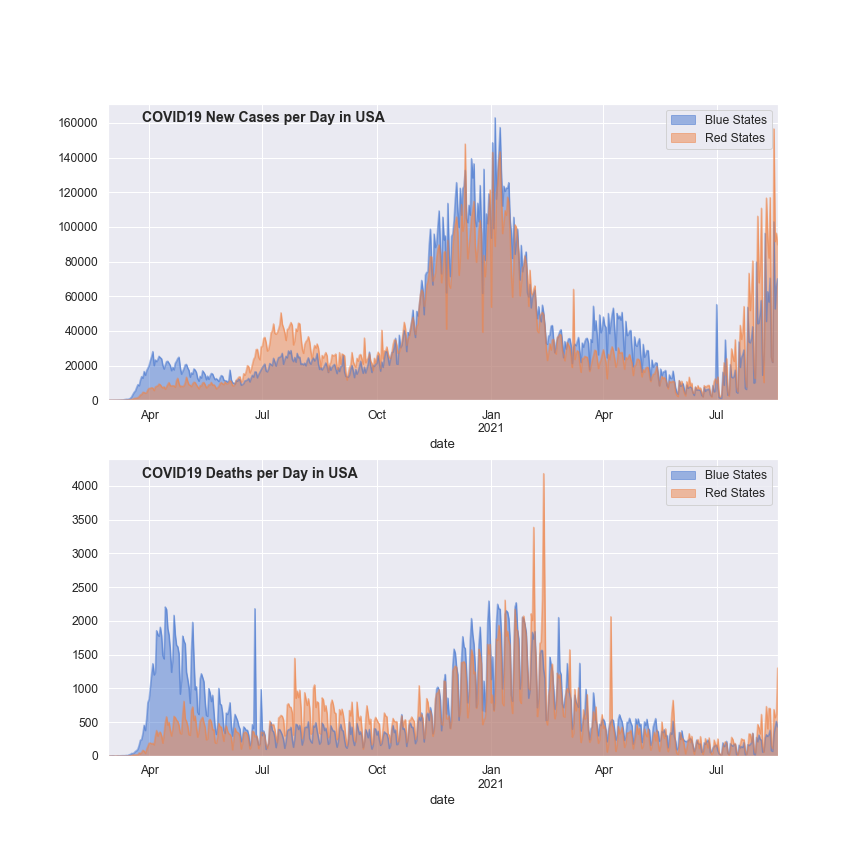 COVID19 New Cases per Day in USA
Blue States
Red States
160000
140000
120000
100000
80000
60000
40000
20000
0
Apr Jul Oct Jan Apr Jul
2021
date
COVID19 Deaths per Day in USA
Blue States
Red States
4000
3500
3000
2500
2000
1500
1000
500
0
Apr Jul Oct Jan Apr Jul
2021
date